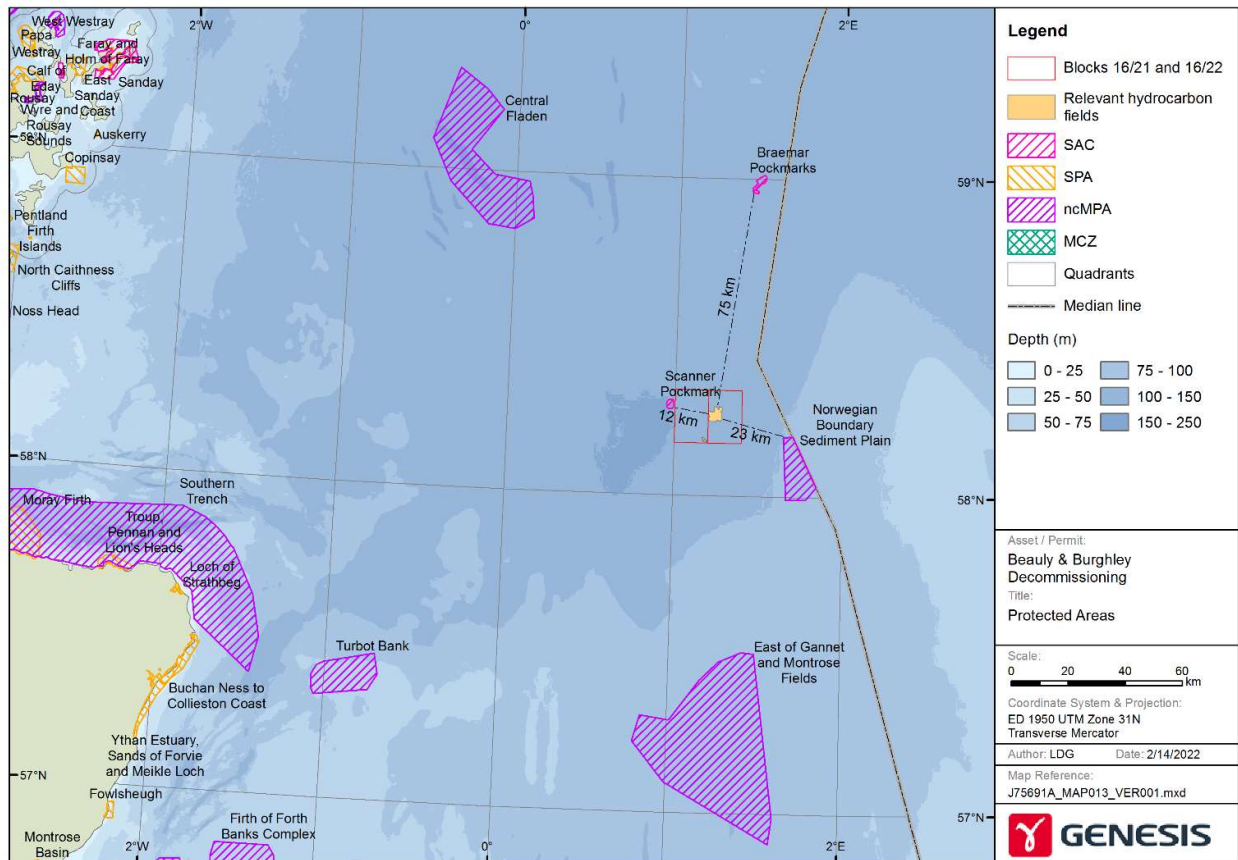 2°W
0°
2°E
West Westray
Papa
Westray
Faray and
Holm of Faray
Calf of
Eday
East
Sanday
Coast
Sanday
Rousay
Wyre and
Rousay
Sounds
59°N
Auskerry
Copinsay
Pentland
Firth
Islands
North Caithness
Cliffs
Noss Head
Central
Fladen
Braemar
Pockmarks
59°N
75 km
Scanner
Pockmark
12 km
23 km
Norwegian
Boundary
Sediment Plain
58°N
58°N
Southern
Trench
Moray Firth
Troup,
Pennan and
Lion's Heads
Loch of
Strathbeg
Turbot Bank
East of Gannet
and Montrose
Fields
Buchan Ness to
Collieston Coast
Ythan Estuary,
Sands of Forvie
and Meikle Loch
57°N
Fowlsheugh
57°N
Firth of Forth
Banks Complex
Montrose
Basin
2°W
0°
2°E
Legend
Blocks 16/21 and 16/22
Relevant hydrocarbon
fields
SAC
SPA
ncMPA
MCZ
Quadrants
Median line
Depth (m)
0 - 25
25 - 50
50 - 75
75 - 100
100 - 150
150 - 250
Asset / Permit:
Beauly & Burghley
Decommissioning
Title:
Protected Areas
Scale:
0 20 40 60
km
Coordinate System & Projection:
ED 1950 UTM Zone 31N
Transverse Mercator
Author: LDG Date: 2/14/2022
Map Reference:
J75691A_MAP013_VER001.mxd
GENESIS